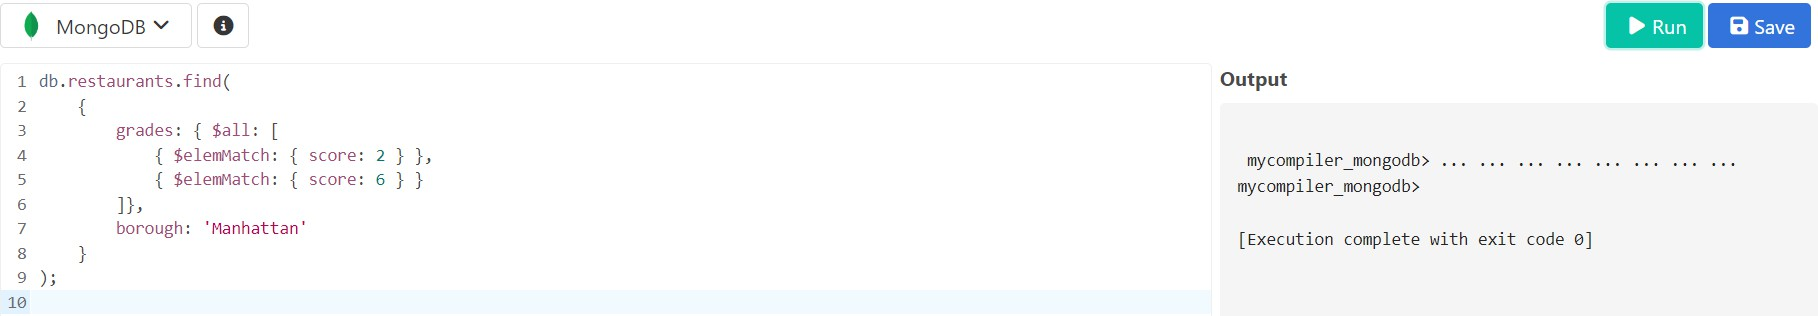 MongoDB
Run
Save
1 db.restaurants.find(
2     {
3         grades: { $all: [
4             { $elemMatch: { score: 2 } },
5             { $elemMatch: { score: 6 } }
6         ]},
7         borough: 'Manhattan'
8     }
9 );
10
Output
mycompiler_mongodb> ... ... ... ... ... ... ... ...
mycompiler_mongodb>
[Execution complete with exit code 0]